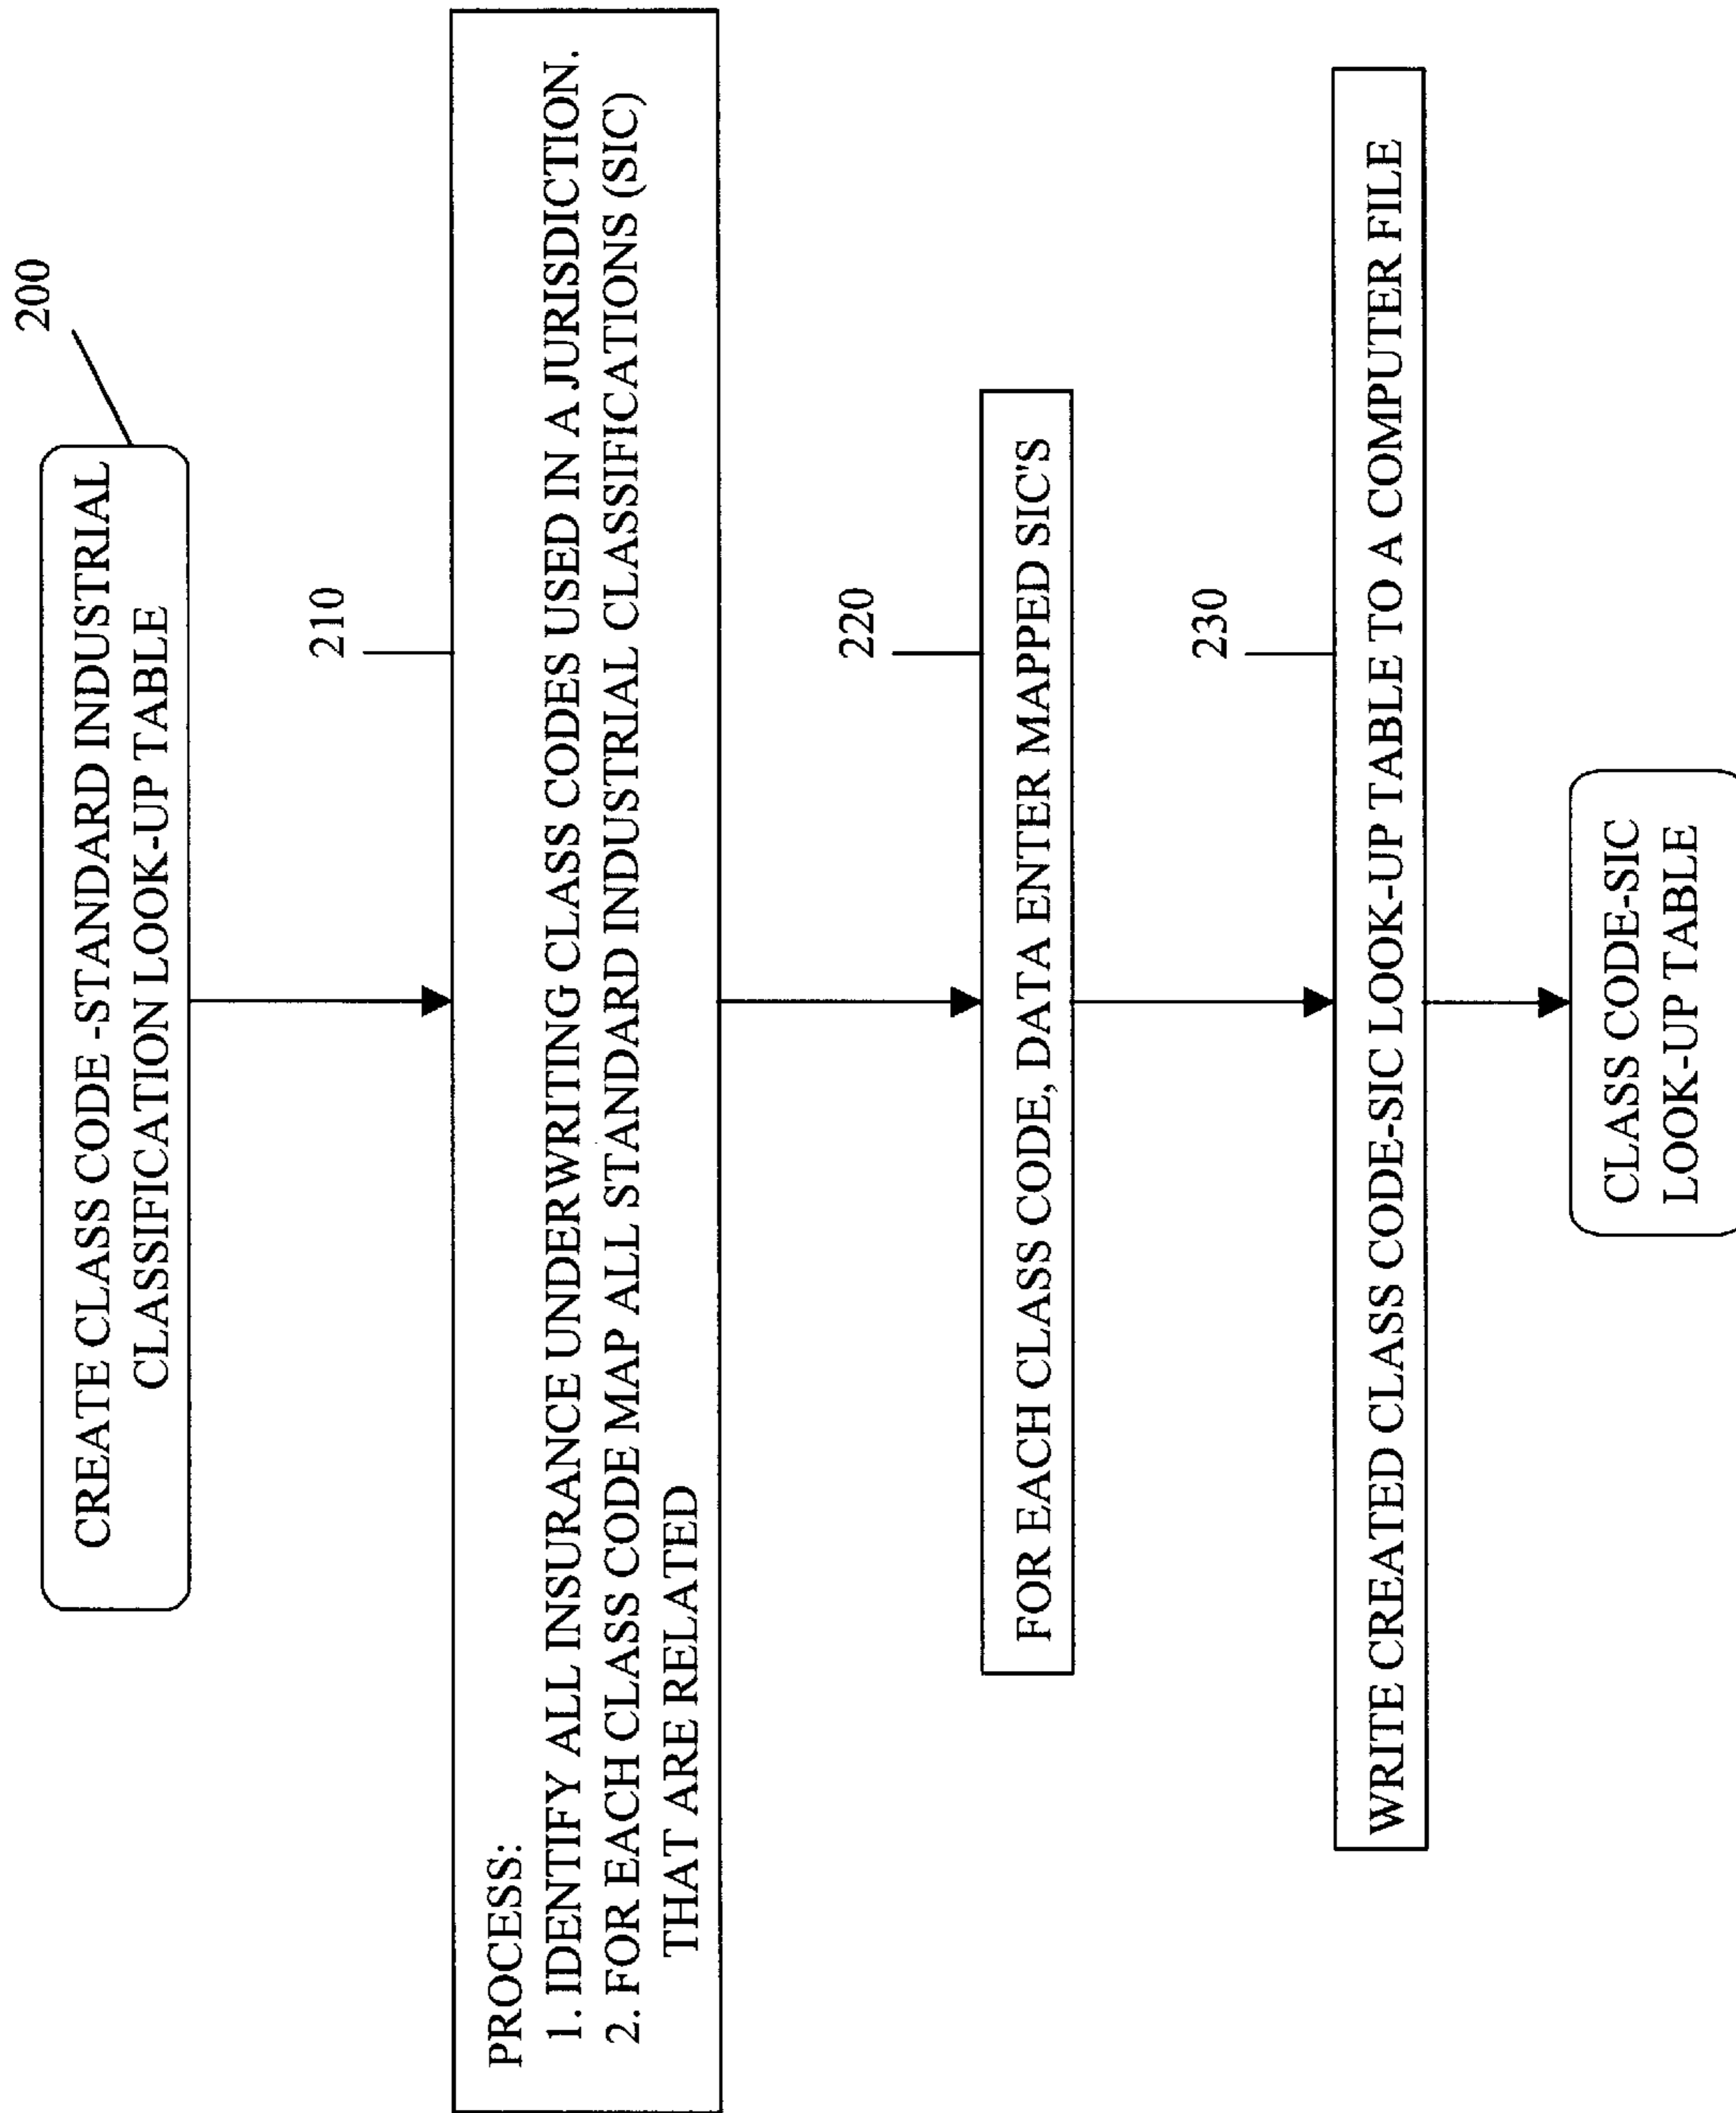 200
CREATE CLASS CODE -STANDARD INDUSTRIAL
CLASSIFICATION LOOK-UP TABLE
210
PROCESS:
1. IDENTIFY ALL INSURANCE UNDERWRITING CLASS CODES USED IN A JURISDICTION.
2. FOR EACH CLASS CODE MAP ALL STANDARD INDUSTRIAL CLASSIFICATIONS (SIC)
THAT ARE RELATED
220
FOR EACH CLASS CODE, DATA ENTER MAPPED SIC'S
230
WRITE CREATED CLASS CODE-SIC LOOK-UP TABLE TO A COMPUTER FILE
CLASS CODE-SIC
LOOK-UP TABLE